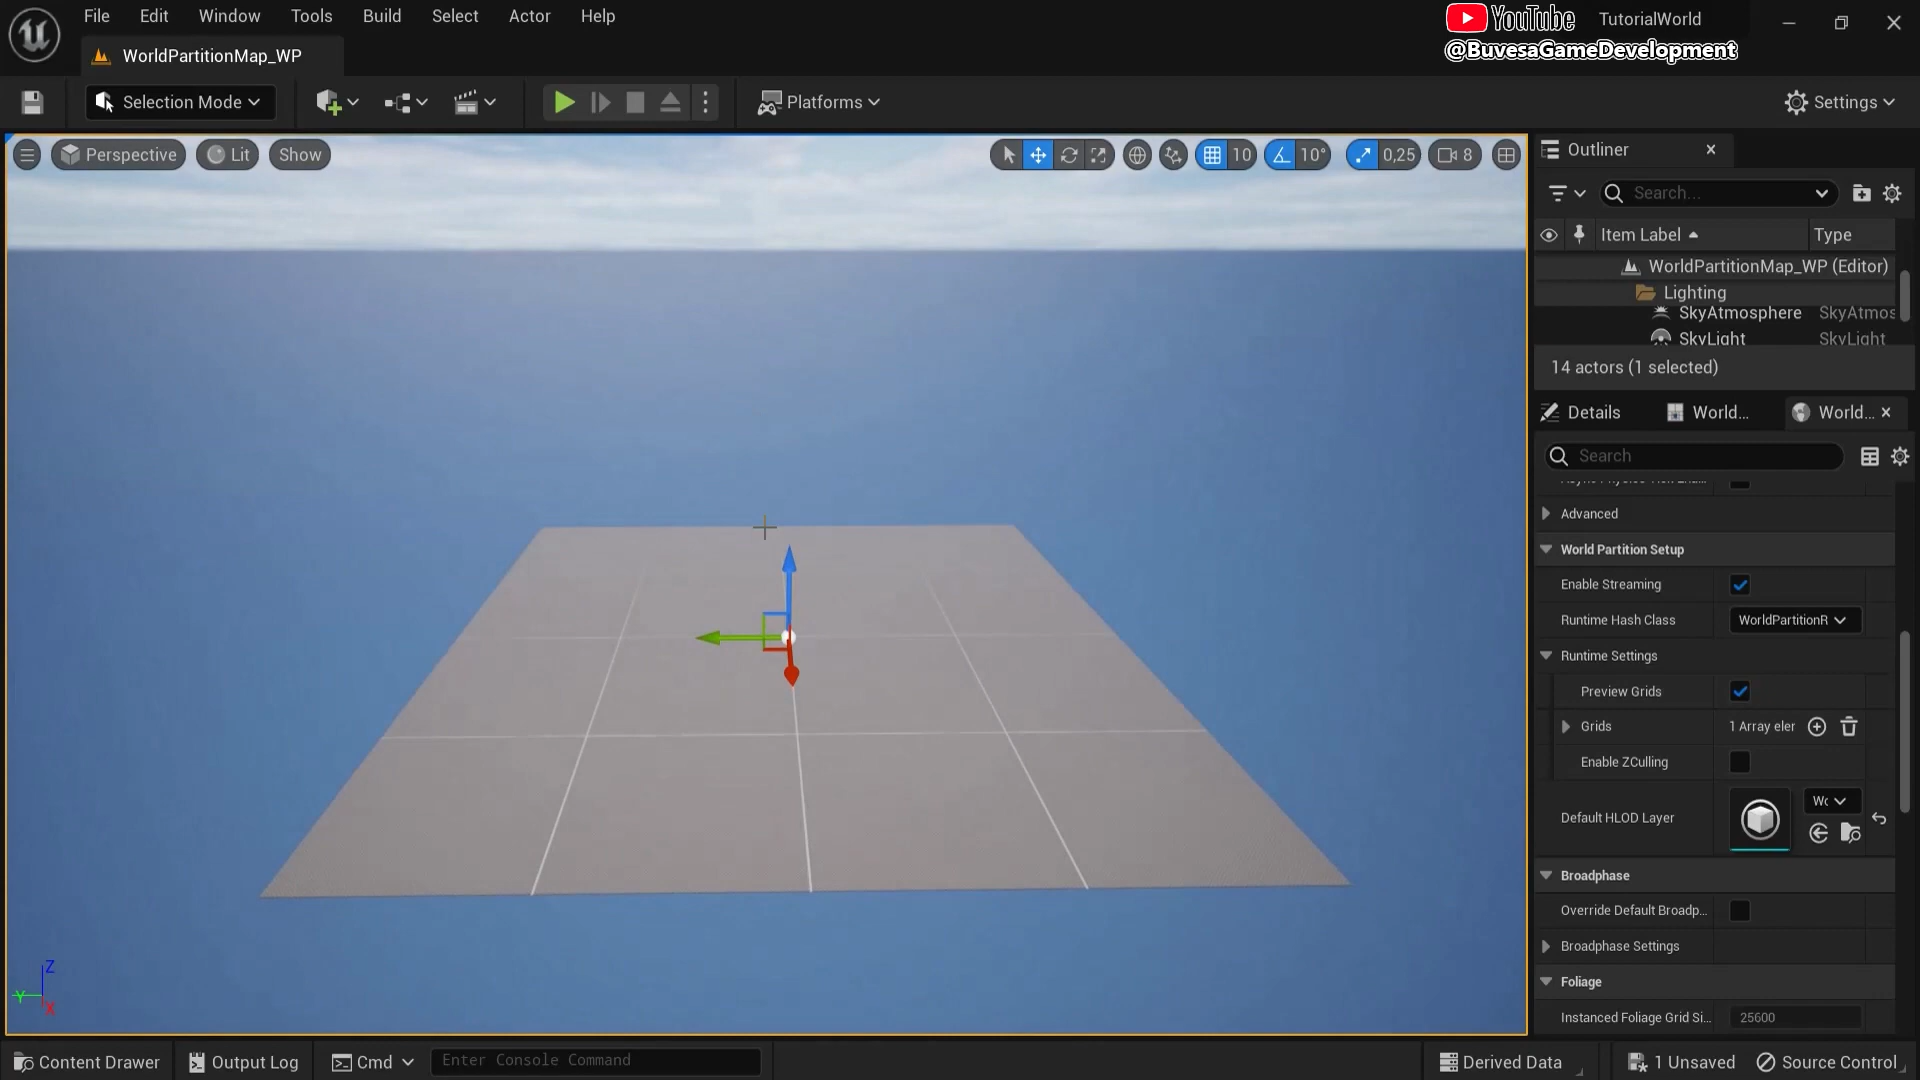 File Edit Window Tools Build Select Actor Help
YouTube TutorialWorld
@BuvesaGameDevelopment
WorldPartitionMap_WP
Selection Mode
Platforms
Settings
Perspective Lit Show
10 10° 0,25 8
Outliner
Search...
Item Label Type
WorldPartitionMap_WP (Editor)
Lighting
SkyAtmosphere SkyAtmos
SkyLight SkyLight
14 actors (1 selected)
Details World... World...
Search
Advanced
World Partition Setup
Enable Streaming
Runtime Hash Class WorldPartitionR
Runtime Settings
Preview Grids
Grids 1 Array eler
Enable ZCulling
Default HLOD Layer Wc
Broadphase
Override Default Broadp...
Broadphase Settings
Foliage
Instanced Foliage Grid Si... 25600
Z
Y
X
Content Drawer Output Log Cmd Enter Console Command Derived Data 1 Unsaved Source Control